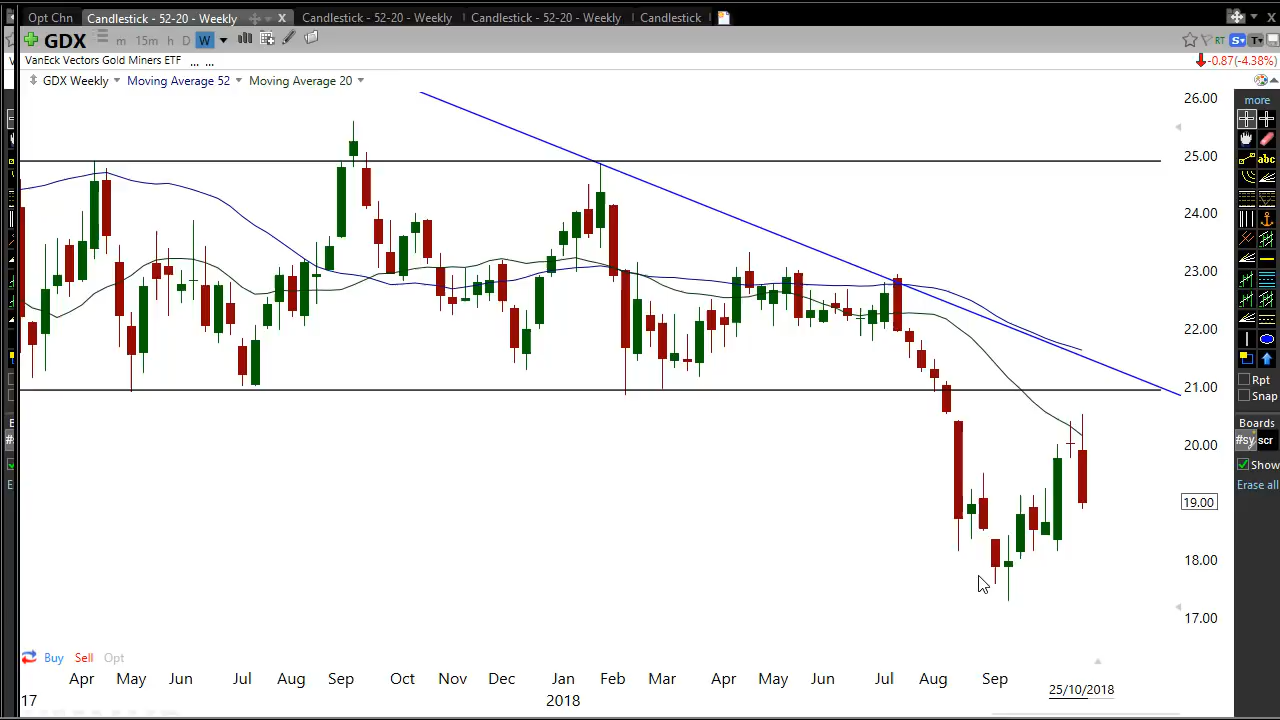 Opt Chn Candlestick - 52-20 - Weekly X Candlestick - 52-20 - Weekly Candlestick - 52-20 - Weekly Candlestick
GDX m 15m h D W RT S T
VanEck Vectors Gold Miners ETF ... ... -0.87(-4.38%)
GDX Weekly Moving Average 52 Moving Average 20
more
abc
26.00
25.00
24.00
23.00
22.00
21.00
20.00
19.00
18.00
17.00
Rpt
Snap
Boards
#sy scr
Show
Erase all
Buy Sell Opt
Apr May Jun Jul Aug Sep Oct Nov Dec Jan Feb Mar Apr May Jun Jul Aug Sep
17 2018 25/10/2018